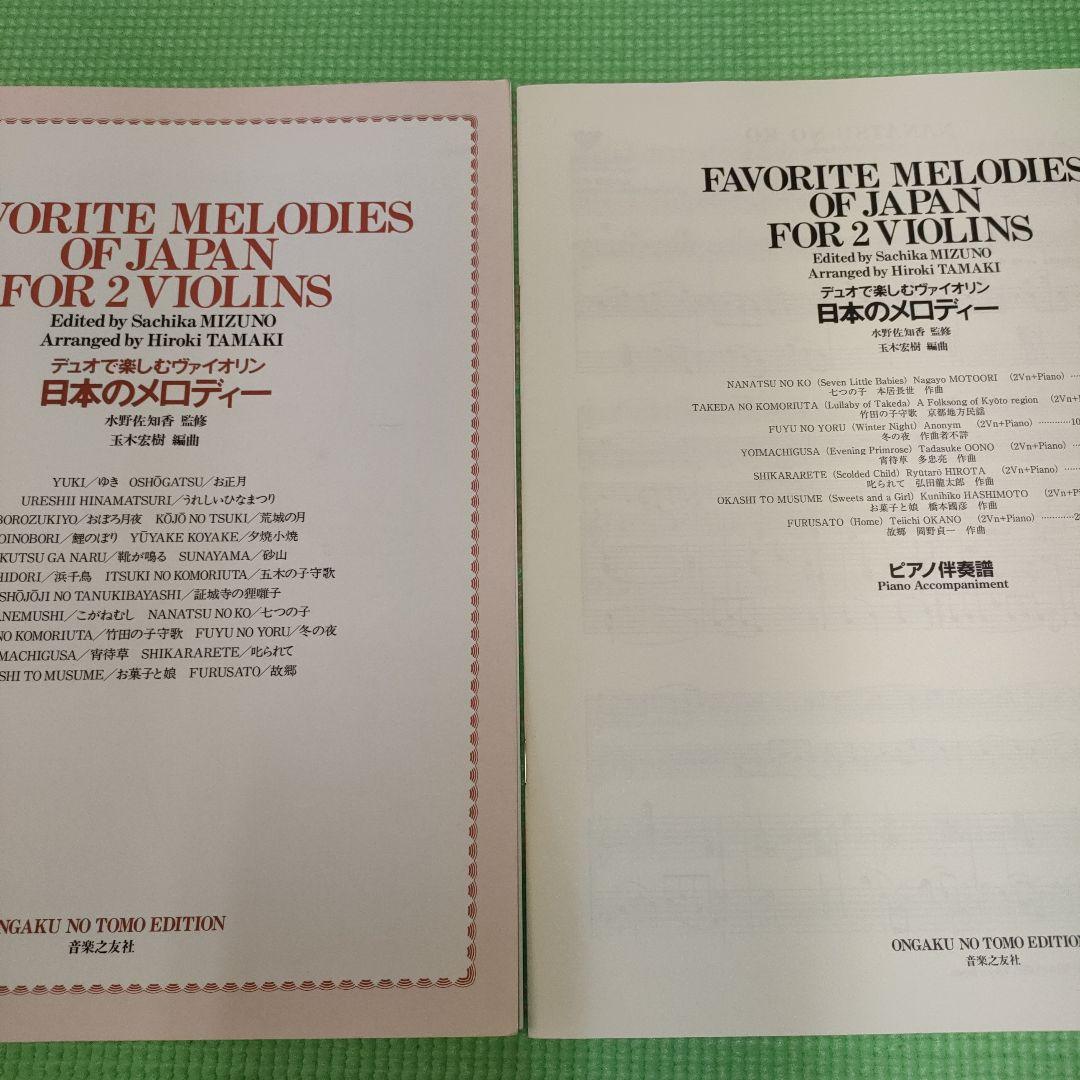 VORITE MELODIES
OF JAPAN
FOR 2 VIOLINS
Edited by Sachika MIZUNO
Arranged by Hiroki TAMAKI
デュオで楽しむヴァイオリン
日本のメロディー
水野佐知香 監修
玉木宏樹 編曲
YUKI／ゆき OSHŌGATSU／お正月
URESHII HINAMATSURI／うれしいひなまつり
BOROZUKIYO／おぼろ月夜 KŌJŌ NO TSUKI／荒城の月
OINOBORI／鯉のぼり YŪYAKE KOYAKE／夕焼小焼
KUTSU GA NARU／靴が鳴る SUNAYAMA／砂山
HIDORI／浜千鳥 ITSUKI NO KOMORIUTA／五木の子守歌
SHŌJŌJI NO TANUKIBAYASHI／証城寺の狸囃子
ANEMUSHI／こがねむし NANATSU NO KO／七つの子
NO KOMORIUTA／竹田の子守歌 FUYU NO YORU／冬の夜
MACHIGUSA／宵待草 SHIKARARETE／叱られて
SHI TO MUSUME／お菓子と娘 FURUSATO／故郷
NGAKU NO TOMO EDITION
音楽之友社
NANATSU NO KO
FAVORITE MELODIES
OF JAPAN
FOR 2 VIOLINS
Edited by Sachika MIZUNO
Arranged by Hiroki TAMAKI
デュオで楽しむヴァイオリン
日本のメロディー
水野佐知香 監修
玉木宏樹 編曲
NANATSU NO KO (Seven Little Babies) Nagayo MOTOORI (2Vn+Piano)
七つの子 本居長世 作曲
TAKEDA NO KOMORIUTA (Lullaby of Takeda) A Folksong of Kyōto region (2Vn+
竹田の子守歌 京都地方民謡
FUYU NO YORU (Winter Night) Anonym (2Vn+Piano) …………10
冬の夜 作曲者不詳
YOIMACHIGUSA (Evening Primrose) Tadasuke OONO (2Vn+Piano)
宵待草 多忠亮 作曲
SHIKARARETE (Scolded Child) Ryūtarō HIROTA (2Vn+Piano)
叱られて 弘田龍太郎 作曲
OKASHI TO MUSUME (Sweets and a Girl) Kunihiko HASHIMOTO (2Vn+
お菓子と娘 橋本國彦 作曲
FURUSATO (Home) Teiichi OKANO (2Vn+Piano) …………2
故郷 岡野貞一 作曲
ピアノ伴奏譜
Piano Accompaniment
ONGAKU NO TOMO EDITION
音楽之友社